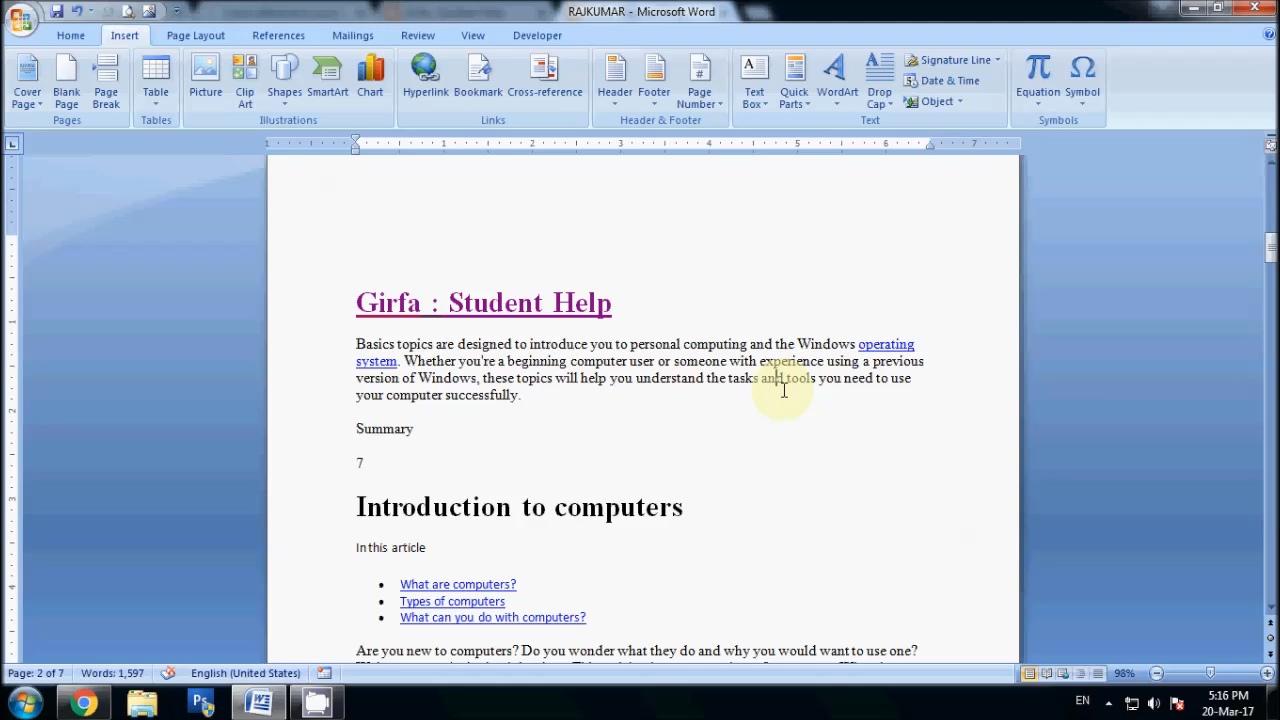 RAJKUMAR - Microsoft Word
Home Insert Page Layout References Mailings Review View Developer
Cover Page Blank Page Page Break Table Picture Clip Art Shapes SmartArt Chart Hyperlink Bookmark Cross-reference Header Footer Page Number Text Box Quick Parts WordArt Drop Cap Signature Line Date & Time Object Equation Symbol
Pages Tables Illustrations Links Header & Footer Text Symbols
1 1 2 3 4 5 6 7
Girfa : Student Help
Basics topics are designed to introduce you to personal computing and the Windows operating
system. Whether you're a beginning computer user or someone with experience using a previous
version of Windows, these topics will help you understand the tasks and tools you need to use
your computer successfully.
Summary
7
Introduction to computers
In this article
• What are computers?
• Types of computers
• What can you do with computers?
Are you new to computers? Do you wonder what they do and why you would want to use one?
Page: 2 of 7 Words: 1,597 English (United States) 98%
EN 5:16 PM
20-Mar-17